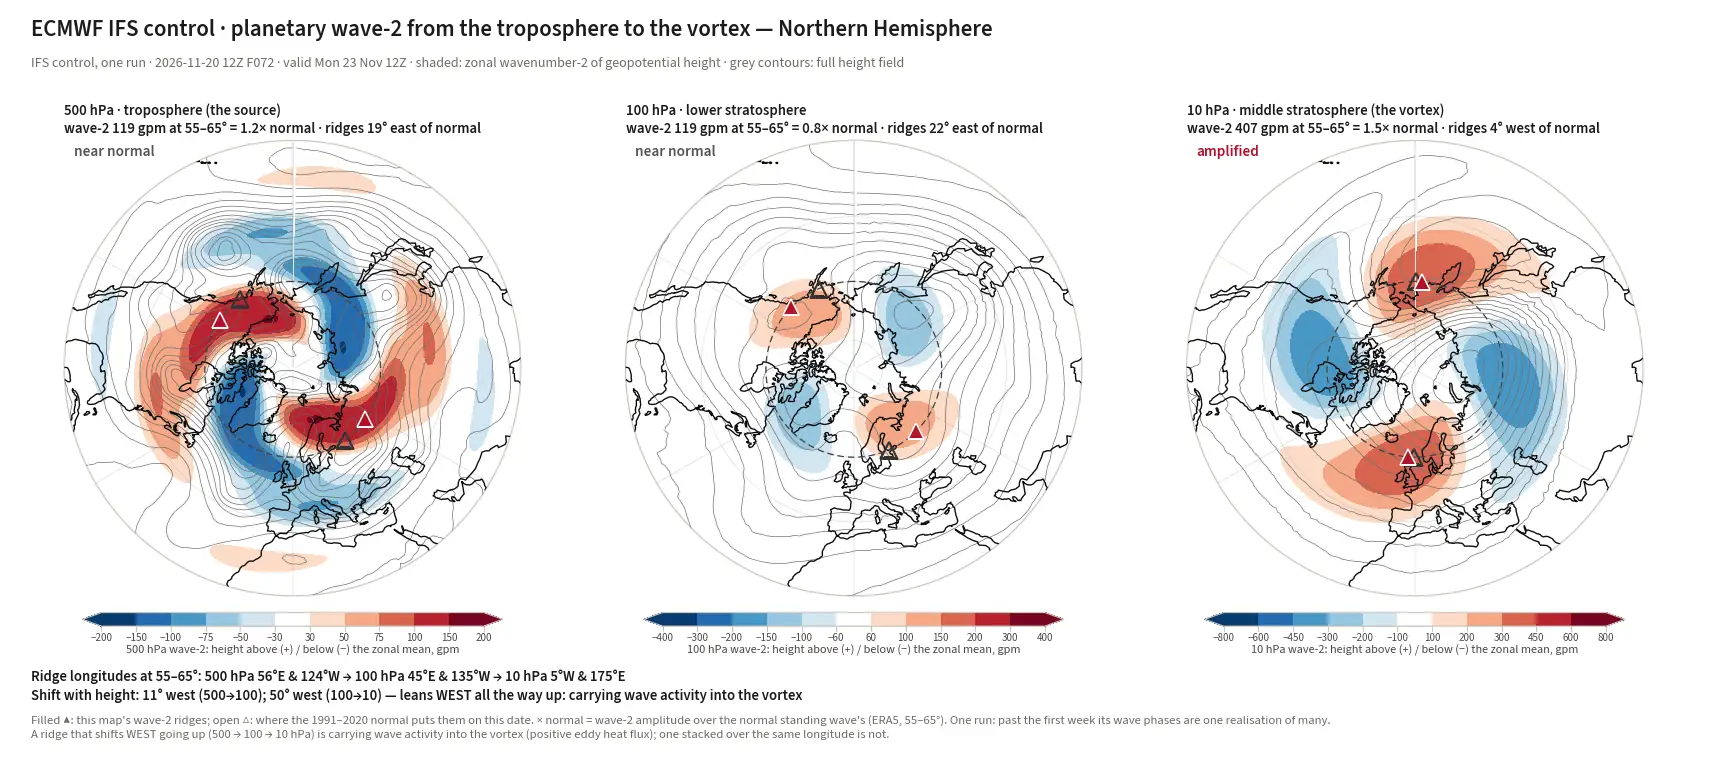 ECMWF IFS control · planetary wave-2 from the troposphere to the vortex — Northern Hemisphere
IFS control, one run · 2026-11-20 12Z F072 · valid Mon 23 Nov 12Z · shaded: zonal wavenumber-2 of geopotential height · grey contours: full height field
500 hPa · troposphere (the source)
wave-2 119 gpm at 55–65° = 1.2× normal · ridges 19° east of normal
near normal
100 hPa · lower stratosphere
wave-2 119 gpm at 55–65° = 0.8× normal · ridges 22° east of normal
near normal
10 hPa · middle stratosphere (the vortex)
wave-2 407 gpm at 55–65° = 1.5× normal · ridges 4° west of normal
amplified
−200 −150 −100 −75 −50 −30 30 50 75 100 150 200
500 hPa wave-2: height above (+) / below (−) the zonal mean, gpm
−400 −300 −200 −150 −100 −60 60 100 150 200 300 400
100 hPa wave-2: height above (+) / below (−) the zonal mean, gpm
−800 −600 −450 −300 −200 −100 100 200 300 450 600 800
10 hPa wave-2: height above (+) / below (−) the zonal mean, gpm
Ridge longitudes at 55–65°: 500 hPa 56°E & 124°W → 100 hPa 45°E & 135°W → 10 hPa 5°W & 175°E
Shift with height: 11° west (500→100); 50° west (100→10) — leans WEST all the way up: carrying wave activity into the vortex
Filled ▲: this map's wave-2 ridges; open △: where the 1991–2020 normal puts them on this date. × normal = wave-2 amplitude over the normal standing wave's (ERA5, 55–65°). One run: past the first week its wave phases are one realisation of many.
A ridge that shifts WEST going up (500 → 100 → 10 hPa) is carrying wave activity into the vortex (positive eddy heat flux); one stacked over the same longitude is not.